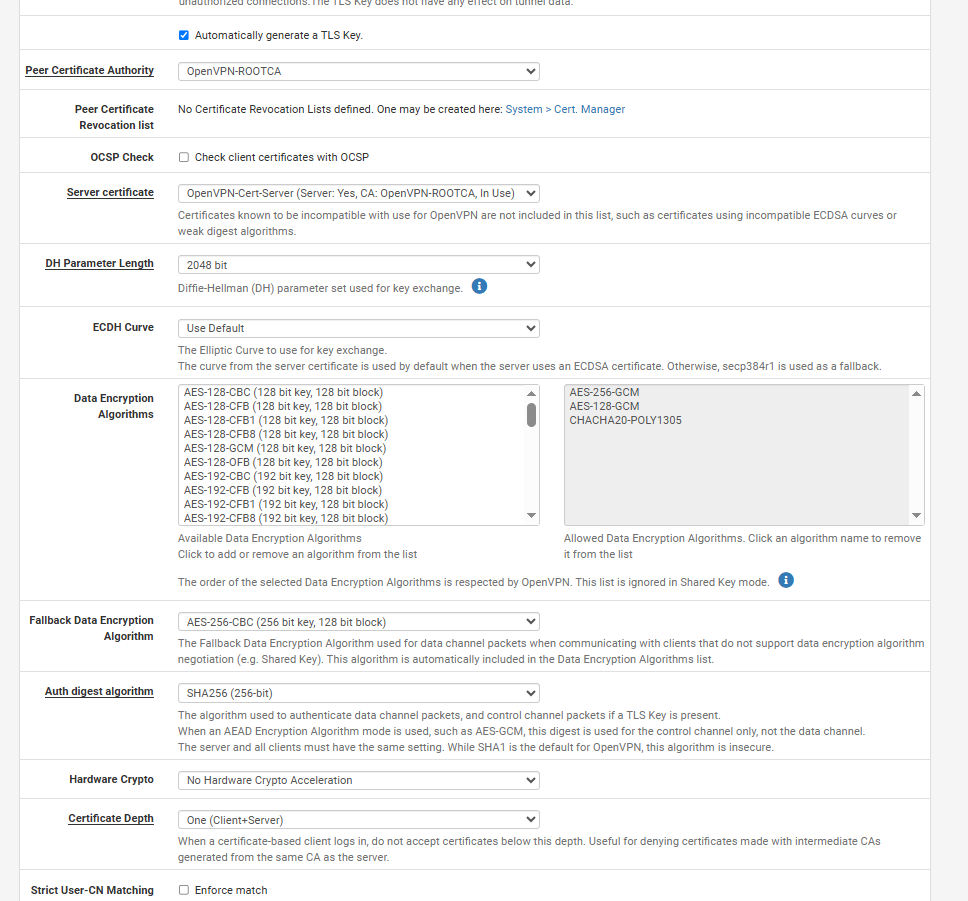 unauthorized connections.The TLS Key does not have any effect on tunnel data.
Automatically generate a TLS Key.
Peer Certificate Authority
OpenVPN-ROOTCA
Peer Certificate
Revocation list
No Certificate Revocation Lists defined. One may be created here: System > Cert. Manager
OCSP Check
Check client certificates with OCSP
Server certificate
OpenVPN-Cert-Server (Server: Yes, CA: OpenVPN-ROOTCA, In Use)
Certificates known to be incompatible with use for OpenVPN are not included in this list, such as certificates using incompatible ECDSA curves or
weak digest algorithms.
DH Parameter Length
2048 bit
Diffie-Hellman (DH) parameter set used for key exchange.
ECDH Curve
Use Default
The Elliptic Curve to use for key exchange.
The curve from the server certificate is used by default when the server uses an ECDSA certificate. Otherwise, secp384r1 is used as a fallback.
Data Encryption
Algorithms
AES-128-CBC (128 bit key, 128 bit block)
AES-128-CFB (128 bit key, 128 bit block)
AES-128-CFB1 (128 bit key, 128 bit block)
AES-128-CFB8 (128 bit key, 128 bit block)
AES-128-GCM (128 bit key, 128 bit block)
AES-128-OFB (128 bit key, 128 bit block)
AES-192-CBC (192 bit key, 128 bit block)
AES-192-CFB (192 bit key, 128 bit block)
AES-192-CFB1 (192 bit key, 128 bit block)
AES-192-CFB8 (192 bit key, 128 bit block)
Available Data Encryption Algorithms
Click to add or remove an algorithm from the list
AES-256-GCM
AES-128-GCM
CHACHA20-POLY1305
Allowed Data Encryption Algorithms. Click an algorithm name to remove
it from the list
The order of the selected Data Encryption Algorithms is respected by OpenVPN. This list is ignored in Shared Key mode.
Fallback Data Encryption
Algorithm
AES-256-CBC (256 bit key, 128 bit block)
The Fallback Data Encryption Algorithm used for data channel packets when communicating with clients that do not support data encryption algorithm
negotiation (e.g. Shared Key). This algorithm is automatically included in the Data Encryption Algorithms list.
Auth digest algorithm
SHA256 (256-bit)
The algorithm used to authenticate data channel packets, and control channel packets if a TLS Key is present.
When an AEAD Encryption Algorithm mode is used, such as AES-GCM, this digest is used for the control channel only, not the data channel.
The server and all clients must have the same setting. While SHA1 is the default for OpenVPN, this algorithm is insecure.
Hardware Crypto
No Hardware Crypto Acceleration
Certificate Depth
One (Client+Server)
When a certificate-based client logs in, do not accept certificates below this depth. Useful for denying certificates made with intermediate CAs
generated from the same CA as the server.
Strict User-CN Matching
Enforce match